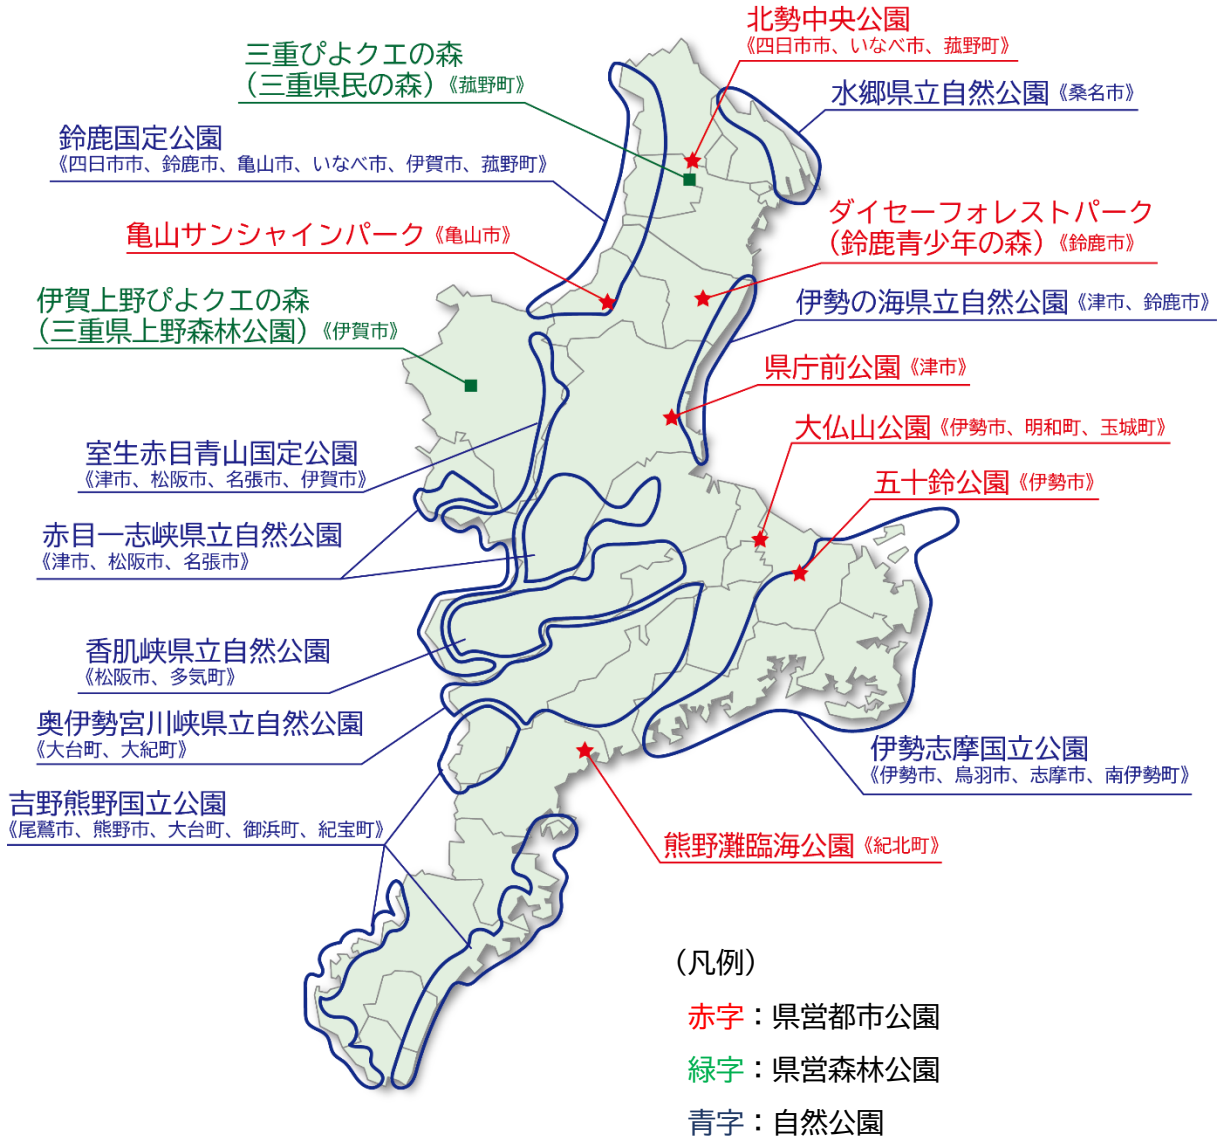 北勢中央公園
《四日市市、いなべ市、菰野町》
三重ぴよクエの森
（三重県民の森）《菰野町》
水郷県立自然公園《桑名市》
鈴鹿国定公園
《四日市市、鈴鹿市、亀山市、いなべ市、伊賀市、菰野町》
ダイセーフォレストパーク
（鈴鹿青少年の森）《鈴鹿市》
亀山サンシャインパーク《亀山市》
伊賀上野ぴよクエの森
（三重県上野森林公園）《伊賀市》
伊勢の海県立自然公園《津市、鈴鹿市》
県庁前公園《津市》
大仏山公園《伊勢市、明和町、玉城町》
室生赤目青山国定公園
《津市、松阪市、名張市、伊賀市》
五十鈴公園《伊勢市》
赤目一志峡県立自然公園
《津市、松阪市、名張市》
香肌峡県立自然公園
《松阪市、多気町》
奥伊勢宮川峡県立自然公園
《大台町、大紀町》
伊勢志摩国立公園
《伊勢市、鳥羽市、志摩市、南伊勢町》
吉野熊野国立公園
《尾鷲市、熊野市、大台町、御浜町、紀宝町》
熊野灘臨海公園《紀北町》
（凡例）
赤字：県営都市公園
緑字：県営森林公園
青字：自然公園